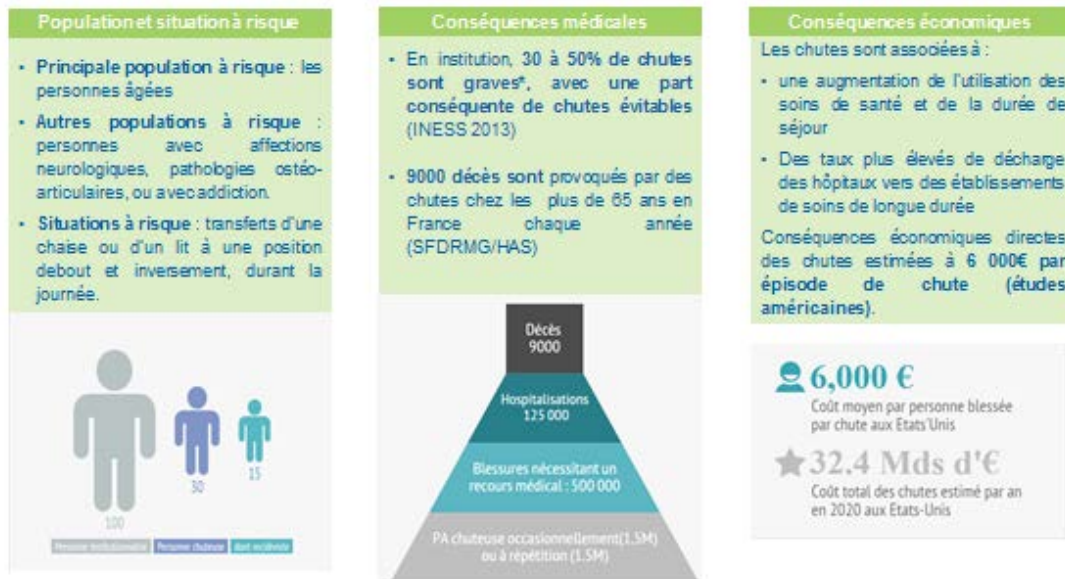 Population et situation à risque
• Principale population à risque : les
personnes âgées
• Autres populations à risque :
personnes avec affections
neurologiques, pathologies ostéo-
articulaires, ou avec addiction.
• Situations à risque : transferts d'une
chaise ou d'un lit à une position
debout et inversement, durant la
journée.
100
30
15
Personne institutionnalisée
Personne chuteuse
dont récidiviste
Conséquences médicales
• En institution, 30 à 50% de chutes
sont graves*, avec une part
conséquente de chutes évitables
(INESS 2013)
• 9000 décès sont provoqués par des
chutes chez les plus de 65 ans en
France chaque année
(SFDRMG/HAS)
Décès
9000
Hospitalisations
125 000
Blessures nécessitant un
recours médical : 500 000
PA chuteuse occasionnellement(1.5M)
ou à répétition (1.5M)
Conséquences économiques
Les chutes sont associées à :
• une augmentation de l'utilisation des
soins de santé et de la durée de
séjour
• Des taux plus élevés de décharge
des hôpitaux vers des établissements
de soins de longue durée
Conséquences économiques directes
des chutes estimées à 6 000€ par
épisode de chute (études
américaines).
6,000 €
Coût moyen par personne blessée
par chute aux Etats'Unis
32.4 Mds d'€
Coût total des chutes estimé par an
en 2020 aux Etats-Unis